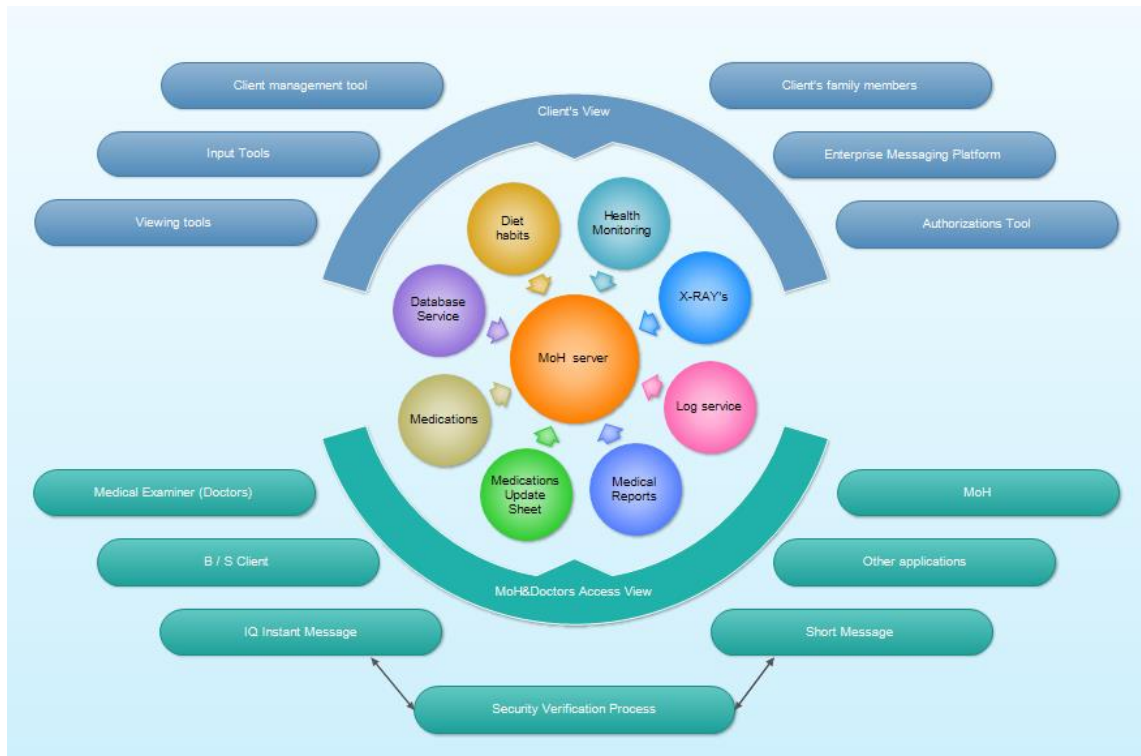 Client management tool
Client's family members
Client's View
Input Tools
Enterprise Messaging Platform
Viewing tools
Authorizations Tool
Diet
habits
Health
Monitoring
Database
Service
X-RAY's
MoH server
Medications
Log service
Medications
Update
Sheet
Medical
Reports
Medical Examiner (Doctors)
MoH
B / S Client
Other applications
MoH&Doctors Access View
IQ Instant Message
Short Message
Security Verification Process